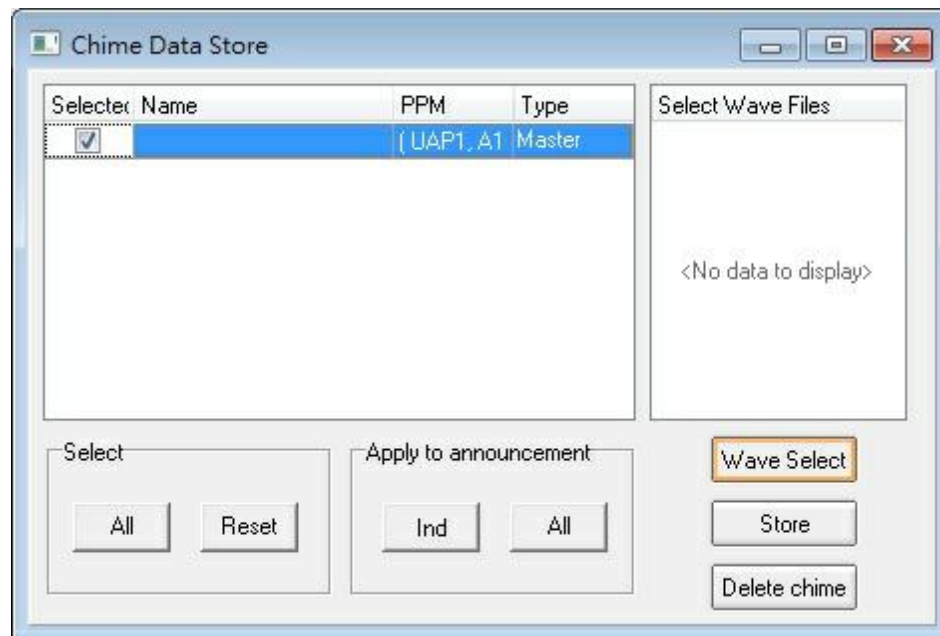 Chime Data Store
Selected Name PPM Type
( UAP1, A1 Master
Select Wave Files
<No data to display>
Select
All Reset
Apply to announcement
Ind All
Wave Select
Store
Delete chime